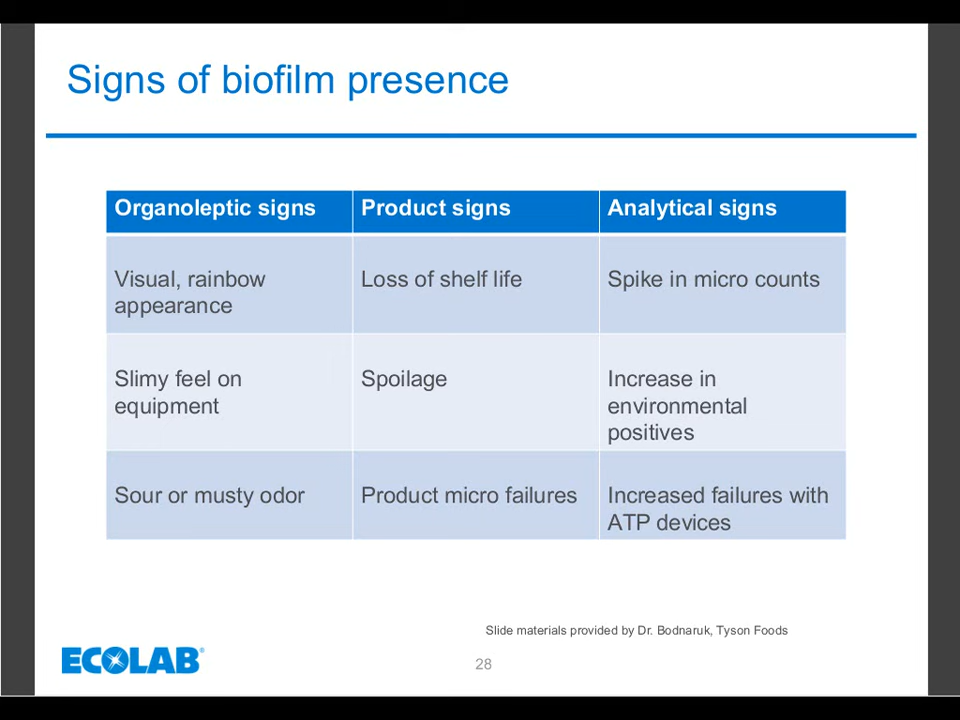 Signs of biofilm presence
Organoleptic signs
Product signs
Analytical signs
Visual, rainbow
appearance
Loss of shelf life
Spike in micro counts
Slimy feel on
equipment
Spoilage
Increase in
environmental
positives
Sour or musty odor
Product micro failures
Increased failures with
ATP devices
Slide materials provided by Dr. Bodnaruk, Tyson Foods
ECOLAB®
28